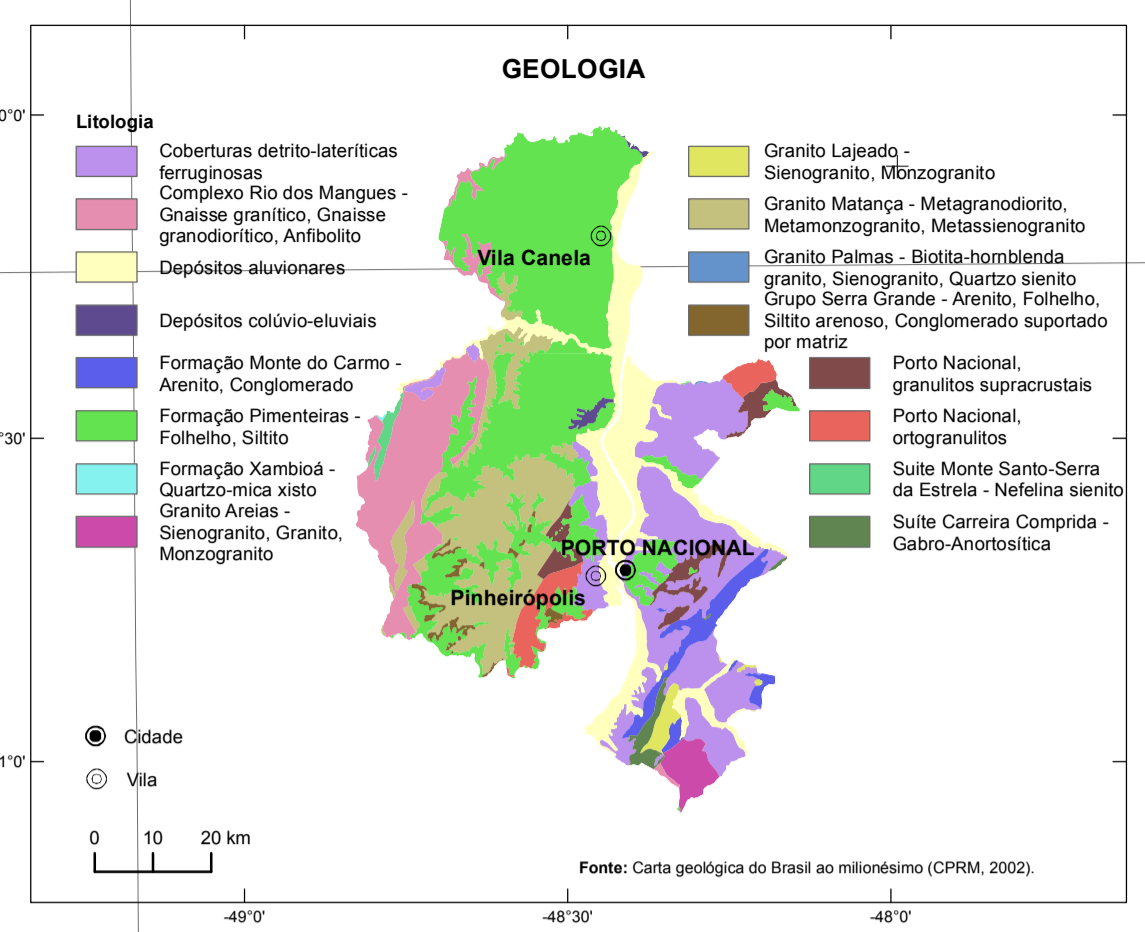 GEOLOGIA
0°0'
°30'
1°0'
Litologia
Coberturas detrito-lateríticas
ferruginosas
Complexo Rio dos Mangues -
Gnaisse granítico, Gnaisse
granodiorítico, Anfibolito
Depósitos aluvionares
Depósitos colúvio-eluviais
Formação Monte do Carmo -
Arenito, Conglomerado
Formação Pimenteiras -
Folhelho, Siltito
Formação Xambioá -
Quartzo-mica xisto
Granito Areias -
Sienogranito, Granito,
Monzogranito
Granito Lajeado -
Sienogranito, Monzogranito
Granito Matança - Metagranodiorito,
Metamonzogranito, Metassienogranito
Granito Palmas - Biotita-hornblenda
granito, Sienogranito, Quartzo sienito
Grupo Serra Grande - Arenito, Folhelho,
Siltito arenoso, Conglomerado suportado
por matriz
Porto Nacional,
granulitos supracrustais
Porto Nacional,
ortogranulitos
Suite Monte Santo-Serra
da Estrela - Nefelina sienito
Suíte Carreira Comprida -
Gabro-Anortosítica
Vila Canela
PORTO NACIONAL
Pinheirópolis
Cidade
Vila
0 10 20 km
Fonte: Carta geológica do Brasil ao milionésimo (CPRM, 2002).
-49°0' -48°30' -48°0'